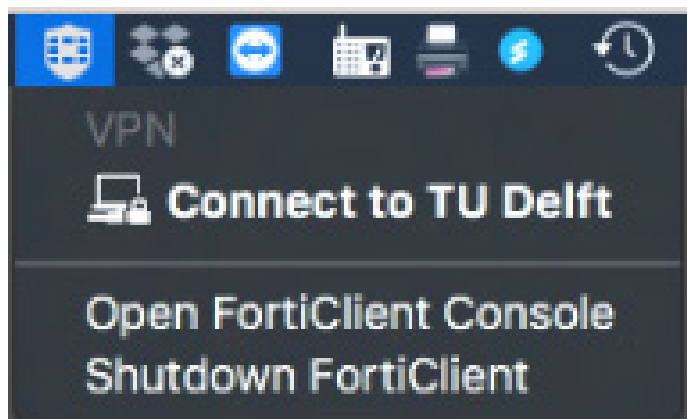 VPN
Connect to TU Delft
Open FortiClient Console
Shutdown FortiClient